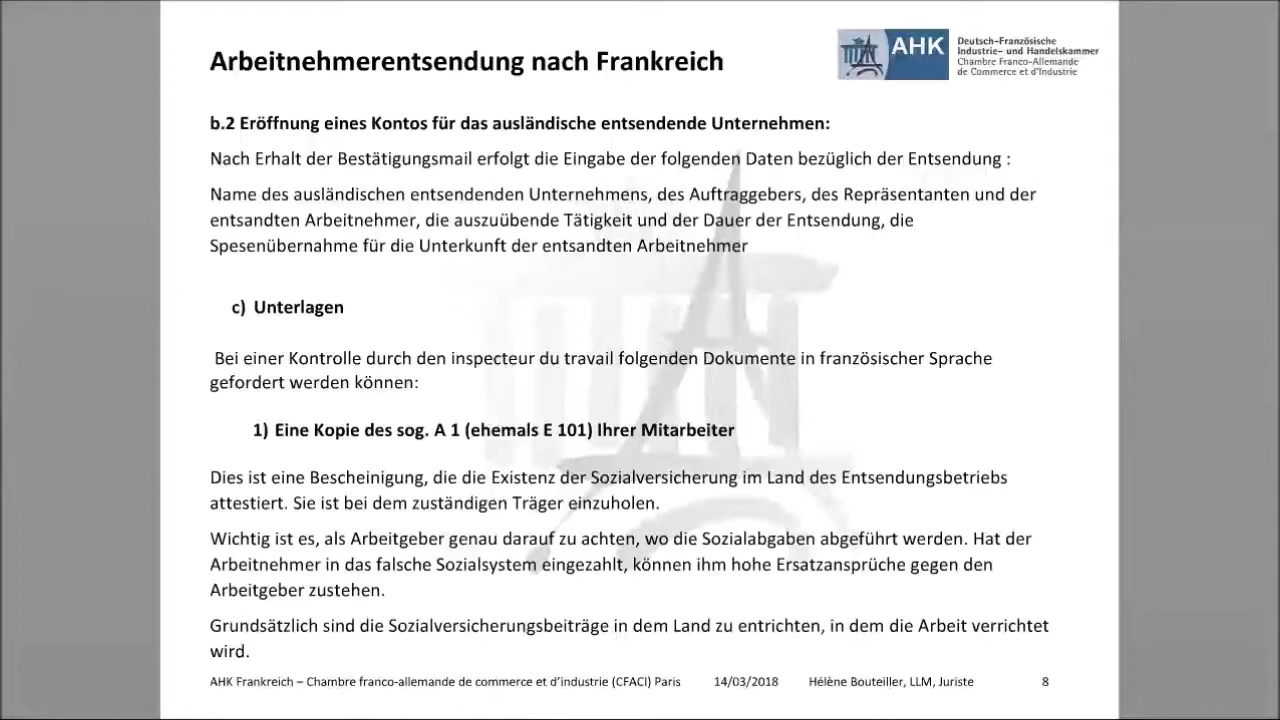 Arbeitnehmerentsendung nach Frankreich
AHK
Deutsch-Französische
Industrie- und Handelskammer
Chambre Franco-Allemande
de Commerce et d'Industrie
b.2 Eröffnung eines Kontos für das ausländische entsendende Unternehmen:
Nach Erhalt der Bestätigungsmail erfolgt die Eingabe der folgenden Daten bezüglich der Entsendung :
Name des ausländischen entsendenden Unternehmens, des Auftraggebers, des Repräsentanten und der
entsandten Arbeitnehmer, die auszuübende Tätigkeit und der Dauer der Entsendung, die
Spesenübernahme für die Unterkunft der entsandten Arbeitnehmer
c) Unterlagen
Bei einer Kontrolle durch den inspecteur du travail folgenden Dokumente in französischer Sprache
gefordert werden können:
1) Eine Kopie des sog. A 1 (ehemals E 101) Ihrer Mitarbeiter
Dies ist eine Bescheinigung, die die Existenz der Sozialversicherung im Land des Entsendungsbetriebs
attestiert. Sie ist bei dem zuständigen Träger einzuholen.
Wichtig ist es, als Arbeitgeber genau darauf zu achten, wo die Sozialabgaben abgeführt werden. Hat der
Arbeitnehmer in das falsche Sozialsystem eingezahlt, können ihm hohe Ersatzansprüche gegen den
Arbeitgeber zustehen.
Grundsätzlich sind die Sozialversicherungsbeiträge in dem Land zu entrichten, in dem die Arbeit verrichtet
wird.
AHK Frankreich – Chambre franco-allemande de commerce et d'industrie (CFACI) Paris 14/03/2018 Hélène Bouteiller, LLM, Juriste 8